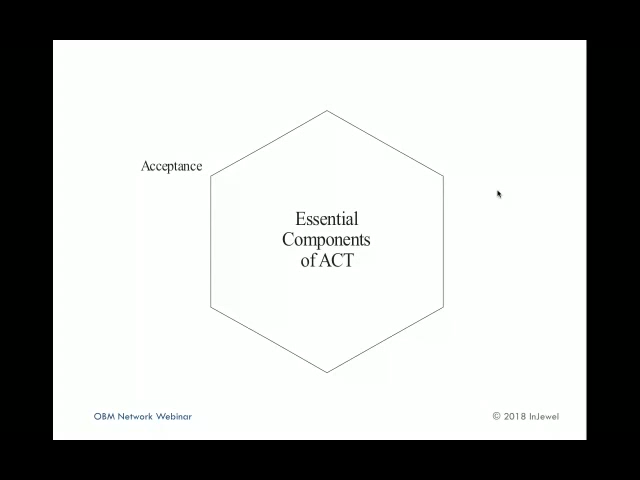 Acceptance
Essential
Components
of ACT
OBM Network Webinar
© 2018 InJewel